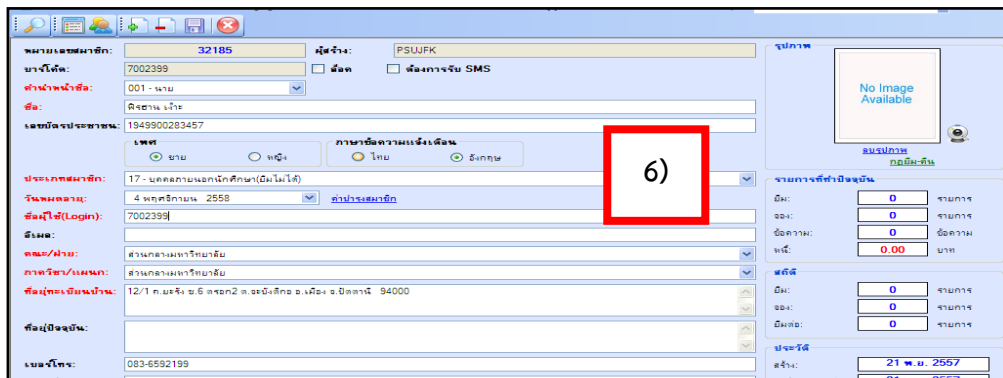 หมายเลขสมาชิก: 32185 ผู้สร้าง: PSUJFK
บาร์โค้ด: 7002399 ล็อค ต้องการรับ SMS
คำนำหน้าชื่อ: 001 - นาย
ชื่อ: พิรฮาน เง๊าะ
เลขบัตรประชาชน: 1949900283457
เพศ ภาษาข้อความแจ้งเตือน
ชาย หญิง ไทย อังกฤษ
ประเภทสมาชิก: 17 - บุคคลภายนอกนักศึกษา(ยืมไม่ได้)
วันหมดอายุ: 4 พฤศจิกายน 2558 ค่าบำรุงสมาชิก
ชื่อผู้ใช้(Login): 7002399
อีเมล:
คณะ/ฝ่าย: ส่วนกลางมหาวิทยาลัย
ภาควิชา/แผนก: ส่วนกลางมหาวิทยาลัย
ที่อยู่ทะเบียนบ้าน: 12/1 ถ.ยะรัง ซ.6 ตรอก2 ต.จะบังติกอ อ.เมือง จ.ปัตตานี 94000
ที่อยู่ปัจจุบัน:
เบอร์โทร: 083-6592199
6)
รูปภาพ
No Image
Available
ลบรูปภาพ
กฎยืม-คืน
รายการที่ทำปัจจุบัน
ยืม: 0 รายการ
จอง: 0 รายการ
ข้อความ: 0 ข้อความ
หนี้: 0.00 บาท
สถิติ
ยืม: 0 รายการ
จอง: 0 รายการ
ยืมต่อ: 0 รายการ
ประวัติ
สร้าง: 21 พ.ย. 2557